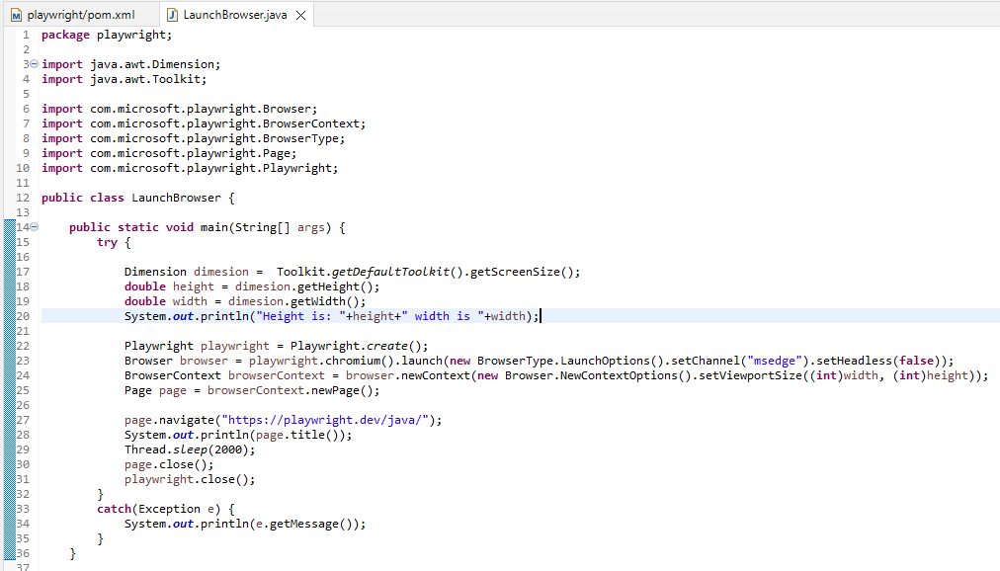 playwright/pom.xml LaunchBrowser.java
1 package playwright;
2
3 import java.awt.Dimension;
4 import java.awt.Toolkit;
5
6 import com.microsoft.playwright.Browser;
7 import com.microsoft.playwright.BrowserContext;
8 import com.microsoft.playwright.BrowserType;
9 import com.microsoft.playwright.Page;
10 import com.microsoft.playwright.Playwright;
11
12 public class LaunchBrowser {
13
14 public static void main(String[] args) {
15 try {
16
17 Dimension dimesion =  Toolkit.getDefaultToolkit().getScreenSize();
18 double height = dimesion.getHeight();
19 double width = dimesion.getWidth();
20 System.out.println("Height is: "+height+" width is "+width);
21
22 Playwright playwright = Playwright.create();
23 Browser browser = playwright.chromium().launch(new BrowserType.LaunchOptions().setChannel("msedge").setHeadless(false));
24 BrowserContext browserContext = browser.newContext(new Browser.NewContextOptions().setViewportSize((int)width, (int)height));
25 Page page = browserContext.newPage();
26
27 page.navigate("https://playwright.dev/java/");
28 System.out.println(page.title());
29 Thread.sleep(2000);
30 page.close();
31 playwright.close();
32 }
33 catch(Exception e) {
34 System.out.println(e.getMessage());
35 }
36 }
37